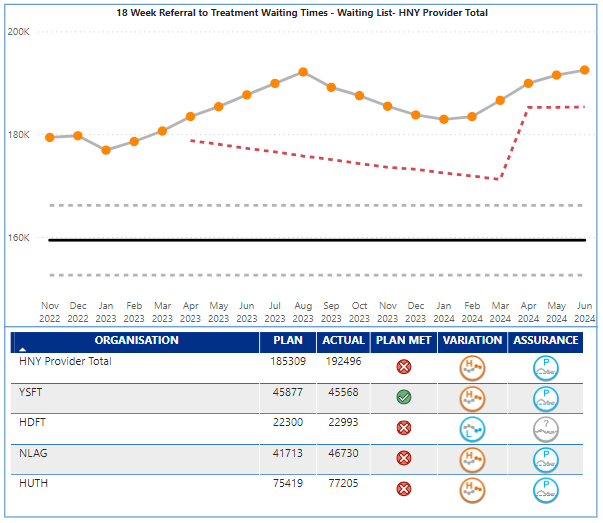 18 Week Referral to Treatment Waiting Times - Waiting List- HNY Provider Total
200K
180K
160K
Nov Dec Jan Feb Mar Apr May Jun Jul Aug Sep Oct Nov Dec Jan Feb Mar Apr May Jun
2022 2022 2023 2023 2023 2023 2023 2023 2023 2023 2023 2023 2023 2023 2024 2024 2024 2024 2024 2024
ORGANISATION PLAN ACTUAL PLAN MET VARIATION ASSURANCE
HNY Provider Total 185309 192496 H P
YSFT 45877 45568 H P
HDFT 22300 22993 L ?
NLAG 41713 46730 H P
HUTH 75419 77205 H P